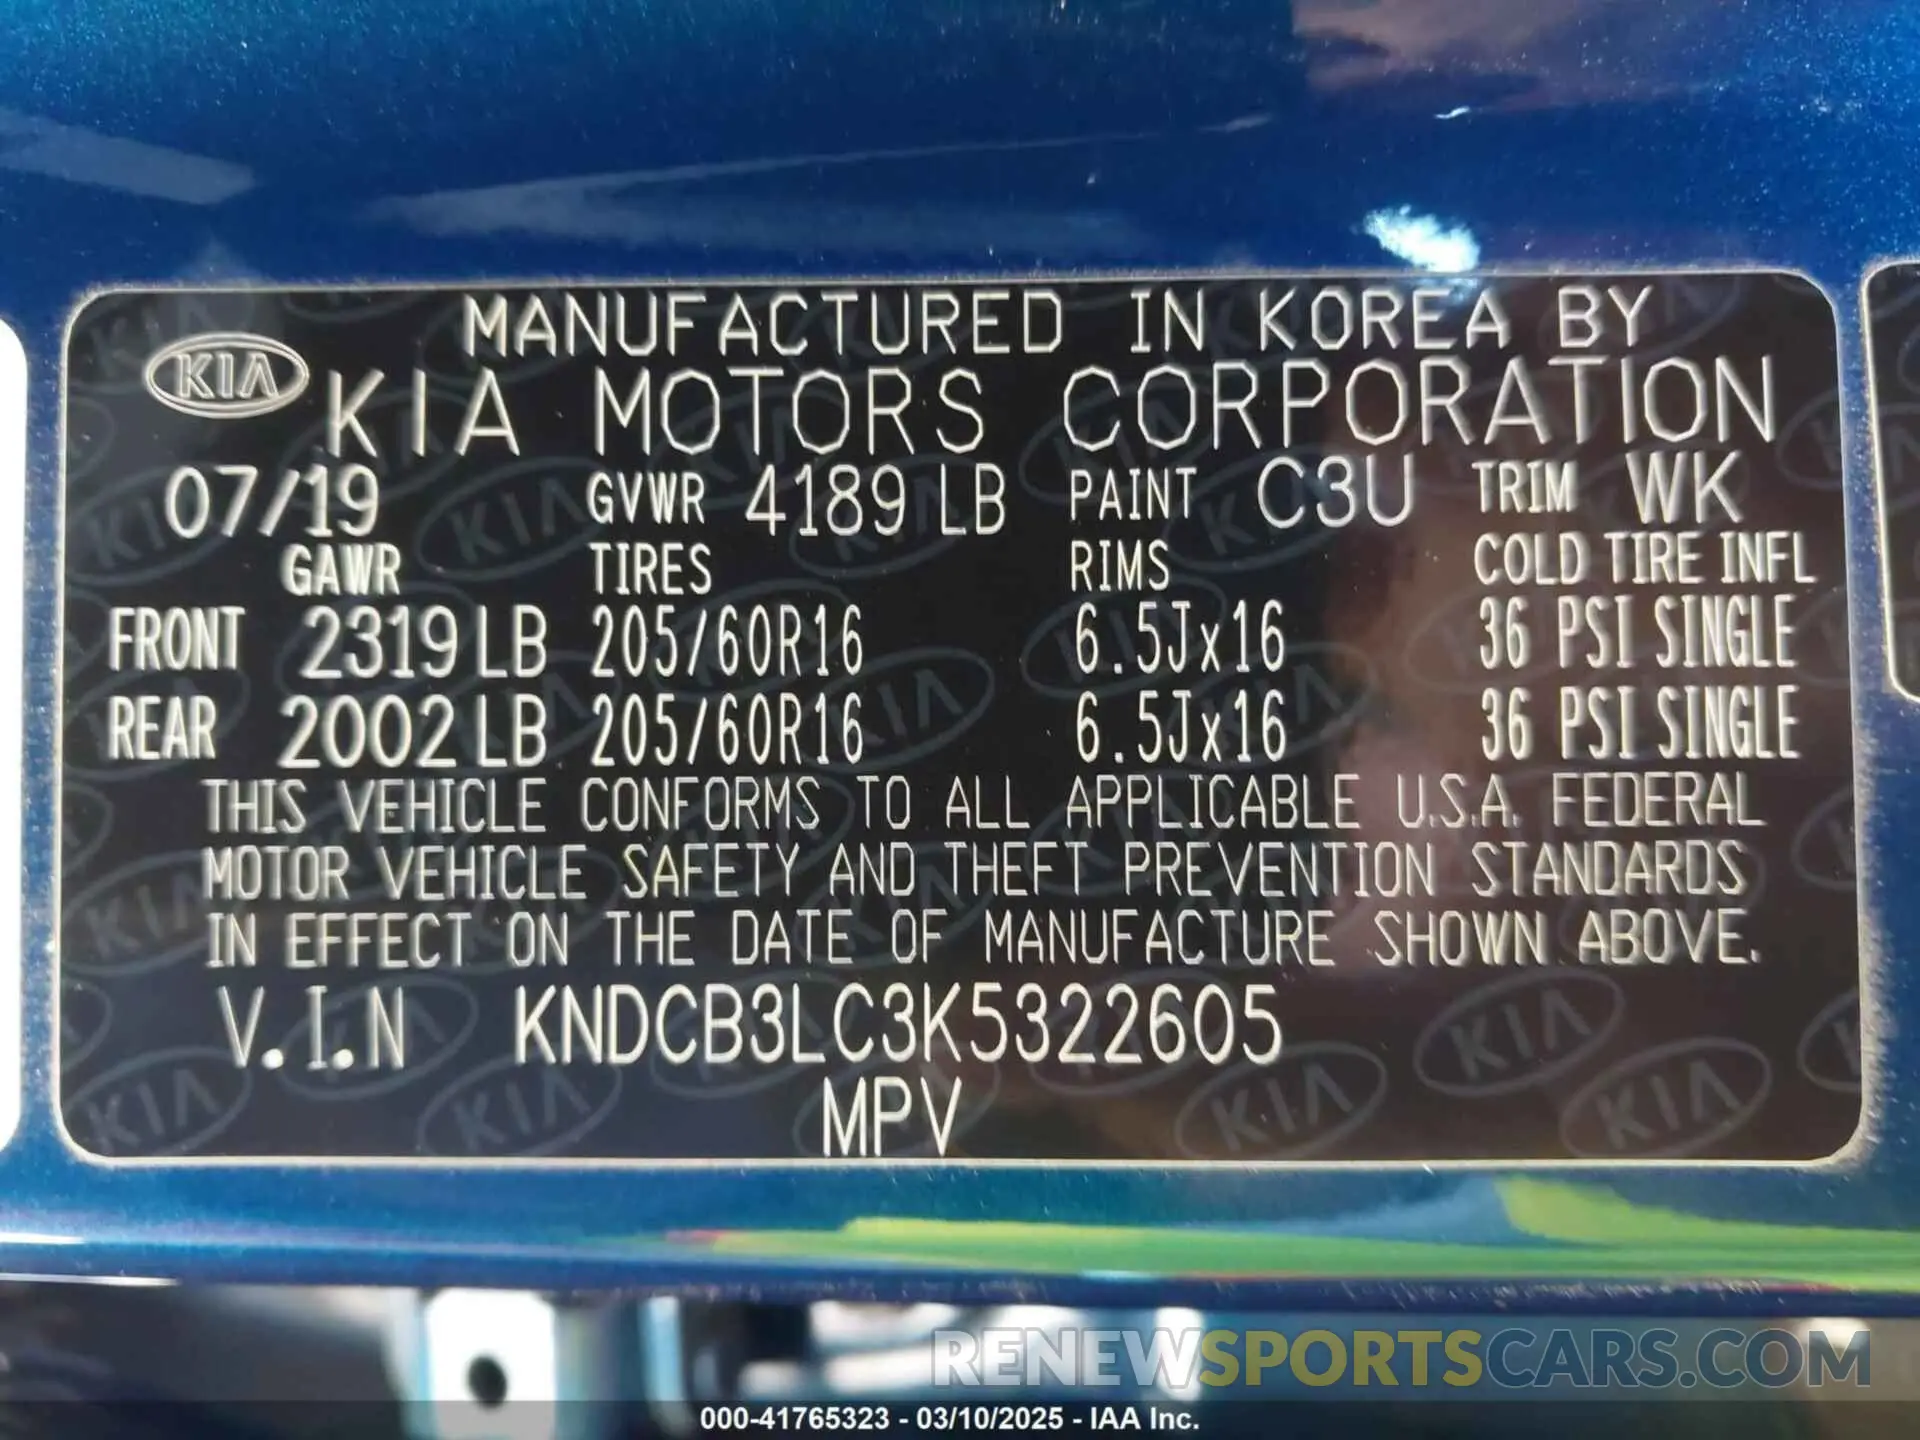 MANUFACTURED IN KOREA BY
KIA KIA MOTORS CORPORATION
07/19 GVWR 4189 LB PAINT C3U TRIM WK
GAWR TIRES RIMS COLD TIRE INFL
FRONT 2319 LB 205/60R16 6.5Jx16 36 PSI SINGLE
REAR 2002 LB 205/60R16 6.5Jx16 36 PSI SINGLE
THIS VEHICLE CONFORMS TO ALL APPLICABLE U.S.A. FEDERAL
MOTOR VEHICLE SAFETY AND THEFT PREVENTION STANDARDS
IN EFFECT ON THE DATE OF MANUFACTURE SHOWN ABOVE.
V.I.N KNDCB3LC3K5322605
MPV
RENEWSPORTSCARS.COM
000-41765323 - 03/10/2025 - IAA Inc.